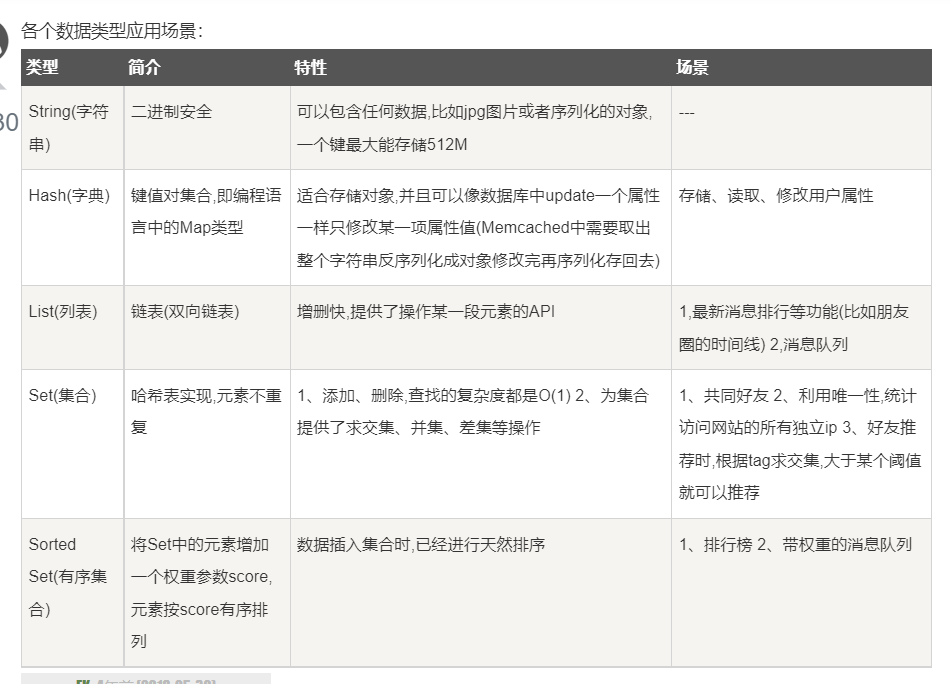 各个数据类型应用场景：
类型 简介 特性 场景
String(字符串)
二进制安全
可以包含任何数据,比如jpg图片或者序列化的对象,
一个键最大能存储512M
---
Hash(字典)
键值对集合,即编程语
言中的Map类型
适合存储对象,并且可以像数据库中update一个属性
一样只修改某一项属性值(Memcached中需要取出
整个字符串反序列化成对象修改完再序列化存回去)
存储、读取、修改用户属性
List(列表)
链表(双向链表)
增删快,提供了操作某一段元素的API
1,最新消息排行等功能(比如朋友
圈的时间线) 2,消息队列
Set(集合)
哈希表实现,元素不重
复
1、添加、删除,查找的复杂度都是O(1) 2、为集合
提供了求交集、并集、差集等操作
1、共同好友 2、利用唯一性,统计
访问网站的所有独立ip 3、好友推
荐时,根据tag求交集,大于某个阈值
就可以推荐
Sorted
Set(有序集
合)
将Set中的元素增加
一个权重参数score,
元素按score有序排
列
数据插入集合时,已经进行天然排序
1、排行榜 2、带权重的消息队列